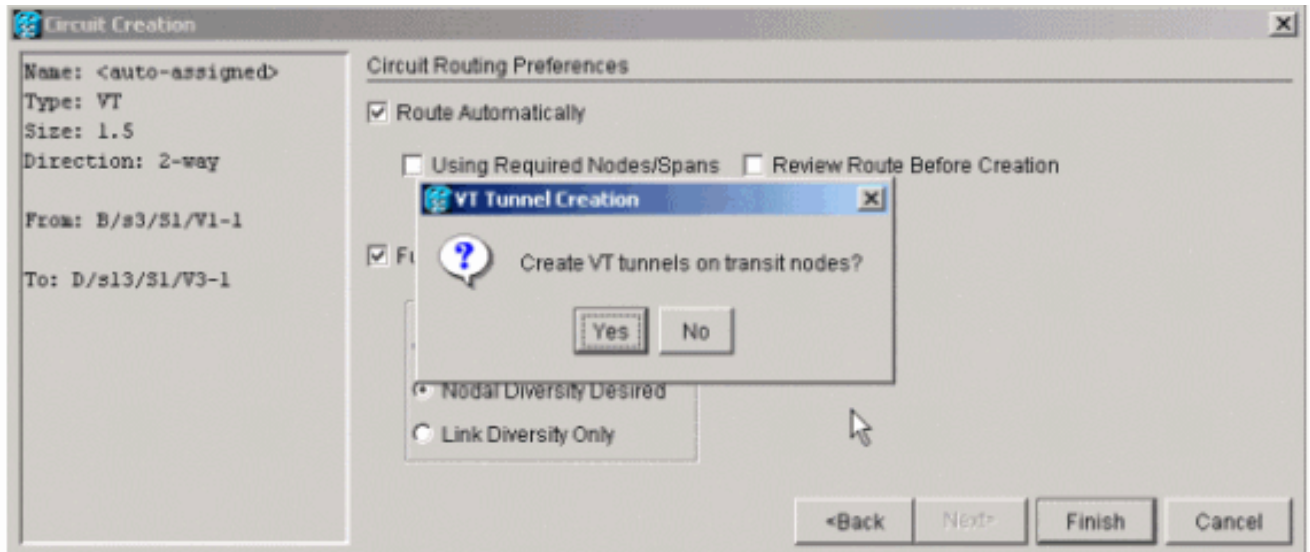 Circuit Creation
Name: <auto-assigned>
Type: VT
Size: 1.5
Direction: 2-way
From: B/s3/S1/V1-1
To: D/s13/S1/V3-1
Circuit Routing Preferences
Route Automatically
Using Required Nodes/Spans
Review Route Before Creation
VT Tunnel Creation
Create VT tunnels on transit nodes?
Yes
No
Nodal Diversity Desired
Link Diversity Only
<Back
Next>
Finish
Cancel